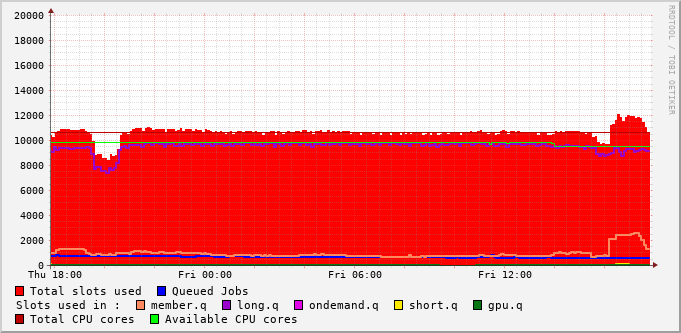 20000
18000
16000
14000
12000
10000
8000
6000
4000
2000
0
Thu 18:00 Fri 00:00 Fri 06:00 Fri 12:00
RRDTOOL / TOBI OETIKER
Total slots used Queued Jobs
Slots used in : member.q long.q ondemand.q short.q gpu.q
Total CPU cores Available CPU cores